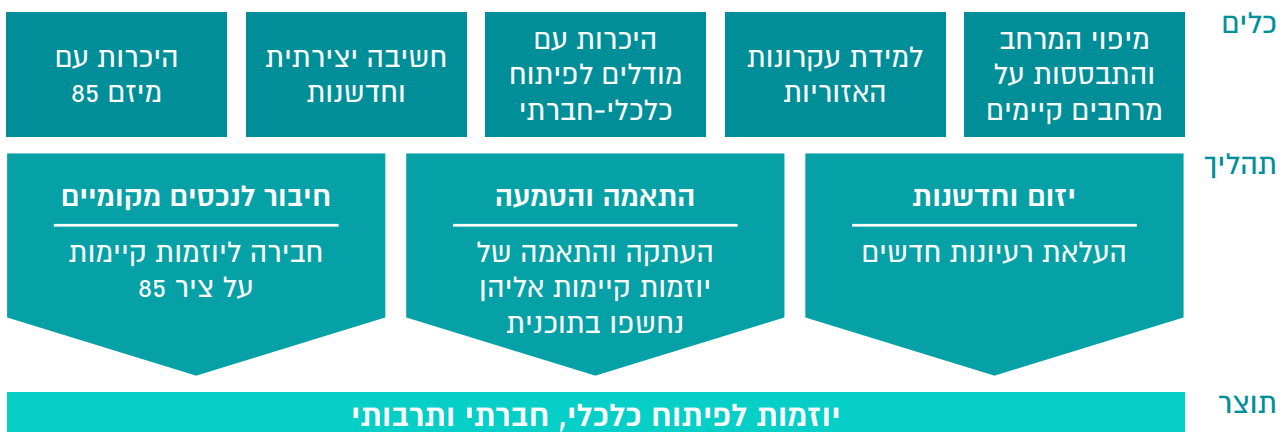 כלים
מיפוי המרחב
והתבססות על
מרחבים קיימים
למידת עקרונות
האזוריות
היכרות עם
מודלים לפיתוח
כלכלי-חברתי
חשיבה יצירתית
וחדשנות
היכרות עם
מיזם 85
תהליך
יזום וחדשנות
העלאת רעיונות חדשים
התאמה והטמעה
העתקה והתאמה של
יוזמות קיימות אליהן
נחשפו בתוכנית
חיבור לנכסים מקומיים
חבירה ליוזמות קיימות
על ציר 85
תוצר
יוזמות לפיתוח כלכלי, חברתי ותרבותי